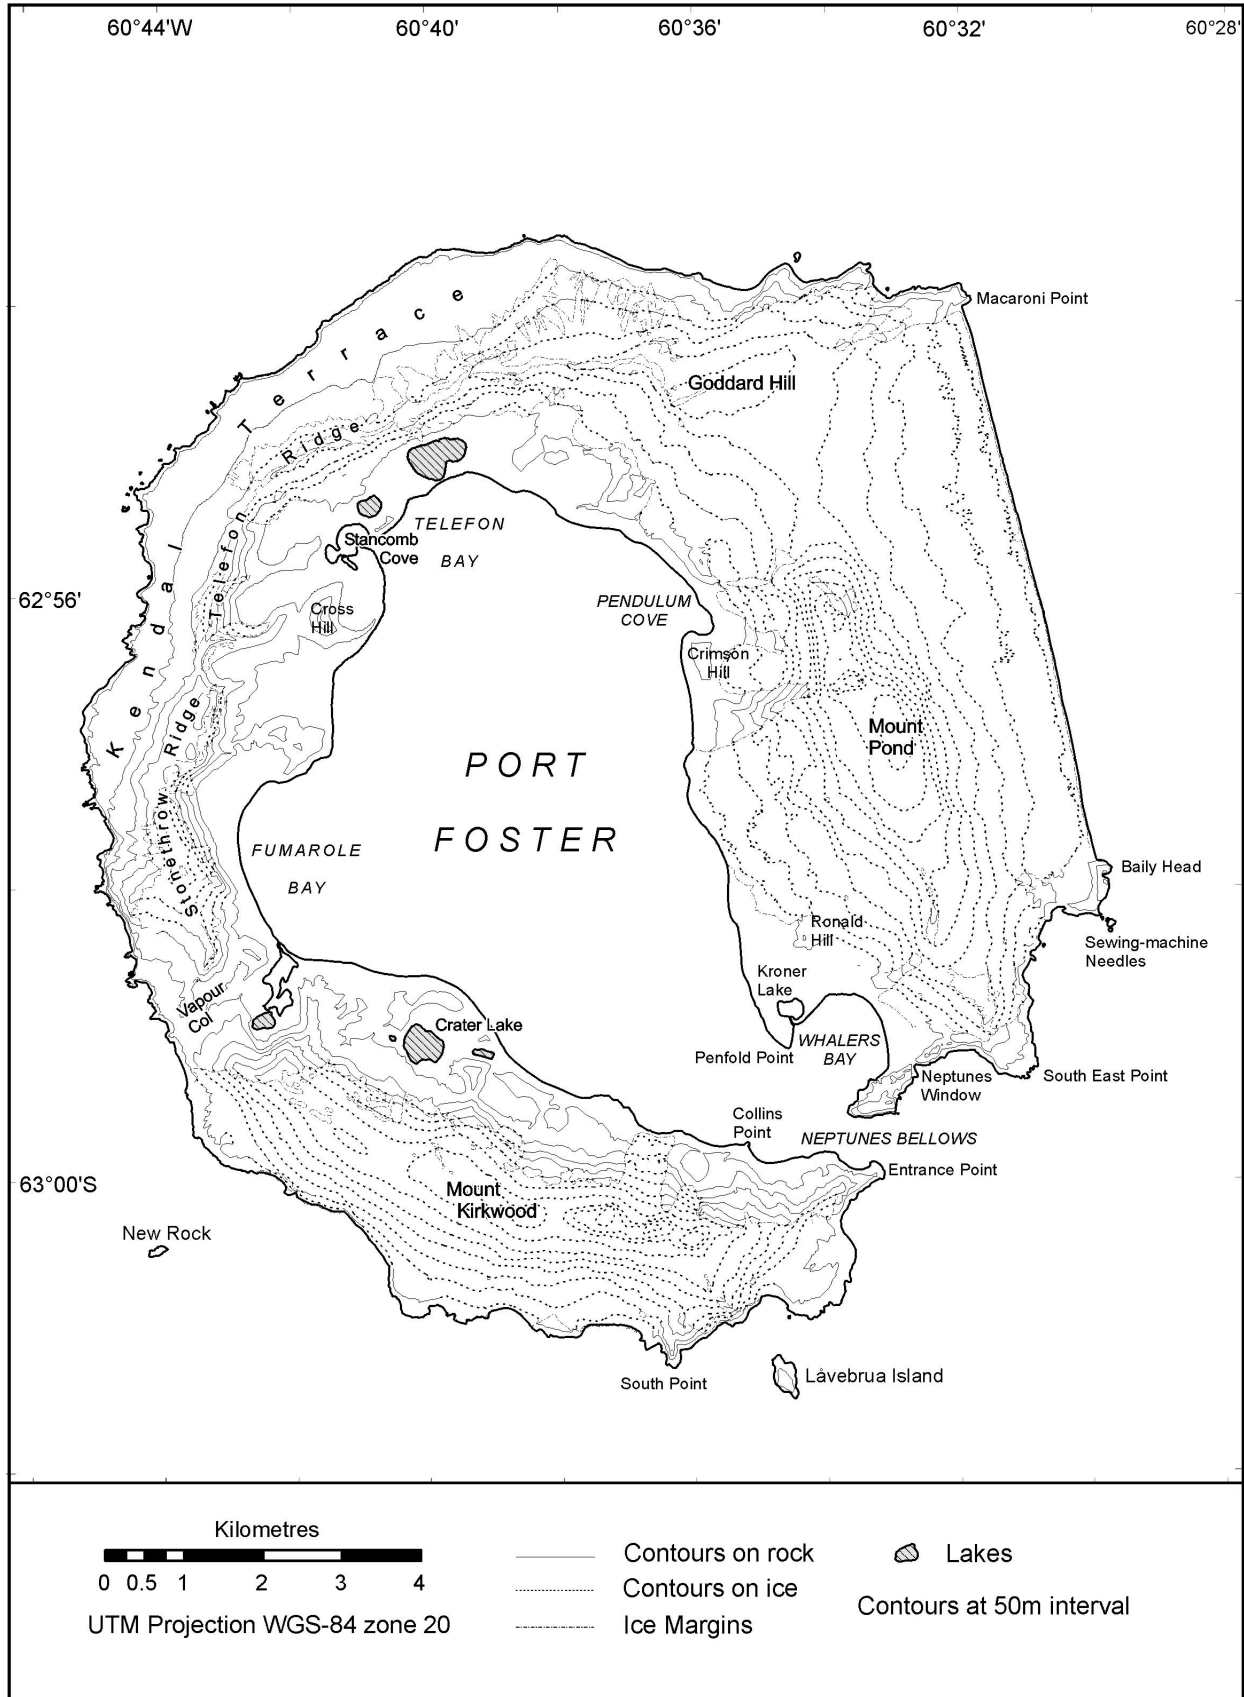 60°44'W 60°40' 60°36' 60°32' 60°28'
Macaroni Point
Goddard Hill
Kendal Terrace
Telefon Ridge
TELEFON
BAY
Stancomb
Cove
62°56'
PENDULUM
COVE
Cross
Hill
Crimson
Hill
Stonethrow Ridge
Mount
Pond
PORT
FOSTER
FUMAROLE
BAY
Baily Head
Ronald
Hill
Sewing-machine
Needles
Kroner
Lake
Vapour
Col
Crater Lake
WHALERS
BAY
Penfold Point
Neptunes
Window
South East Point
Collins
Point
NEPTUNES BELLOWS
Entrance Point
63°00'S
Mount
Kirkwood
New Rock
South Point
Låvebrua Island
Kilometres
0 0.5 1 2 3 4
UTM Projection WGS-84 zone 20
Contours on rock
Contours on ice
Ice Margins
Lakes
Contours at 50m interval